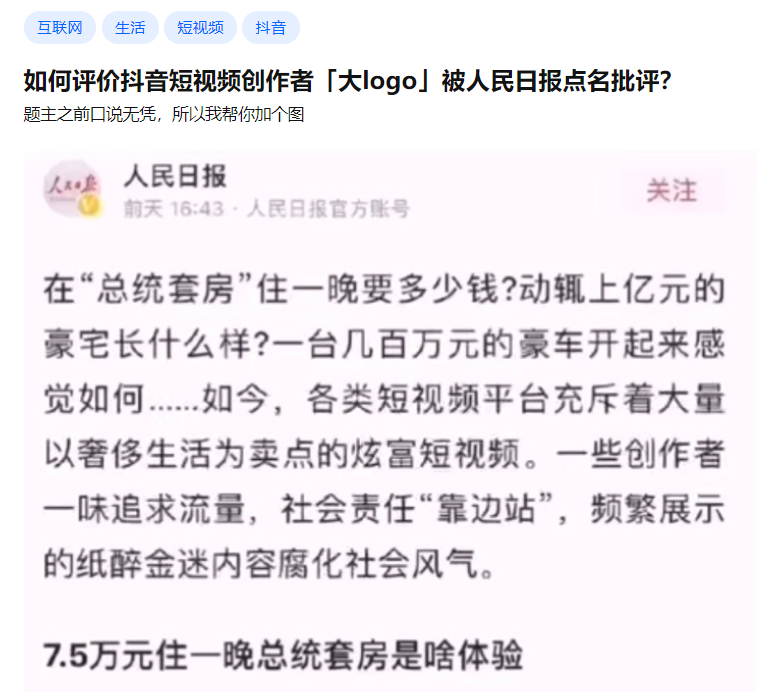 互联网 生活 短视频 抖音
如何评价抖音短视频创作者「大logo」被人民日报点名批评？
题主之前口说无凭，所以我帮你加个图
人民日报
人民日报
前天 16:43 · 人民日报官方账号
关注
在“总统套房”住一晚要多少钱?动辄上亿元的
豪宅长什么样?一台几百万元的豪车开起来感
觉如何......如今，各类短视频平台充斥着大量
以奢侈生活为卖点的炫富短视频。一些创作者
一味追求流量，社会责任“靠边站”，频繁展示
的纸醉金迷内容腐化社会风气。
7.5万元住一晚总统套房是啥体验